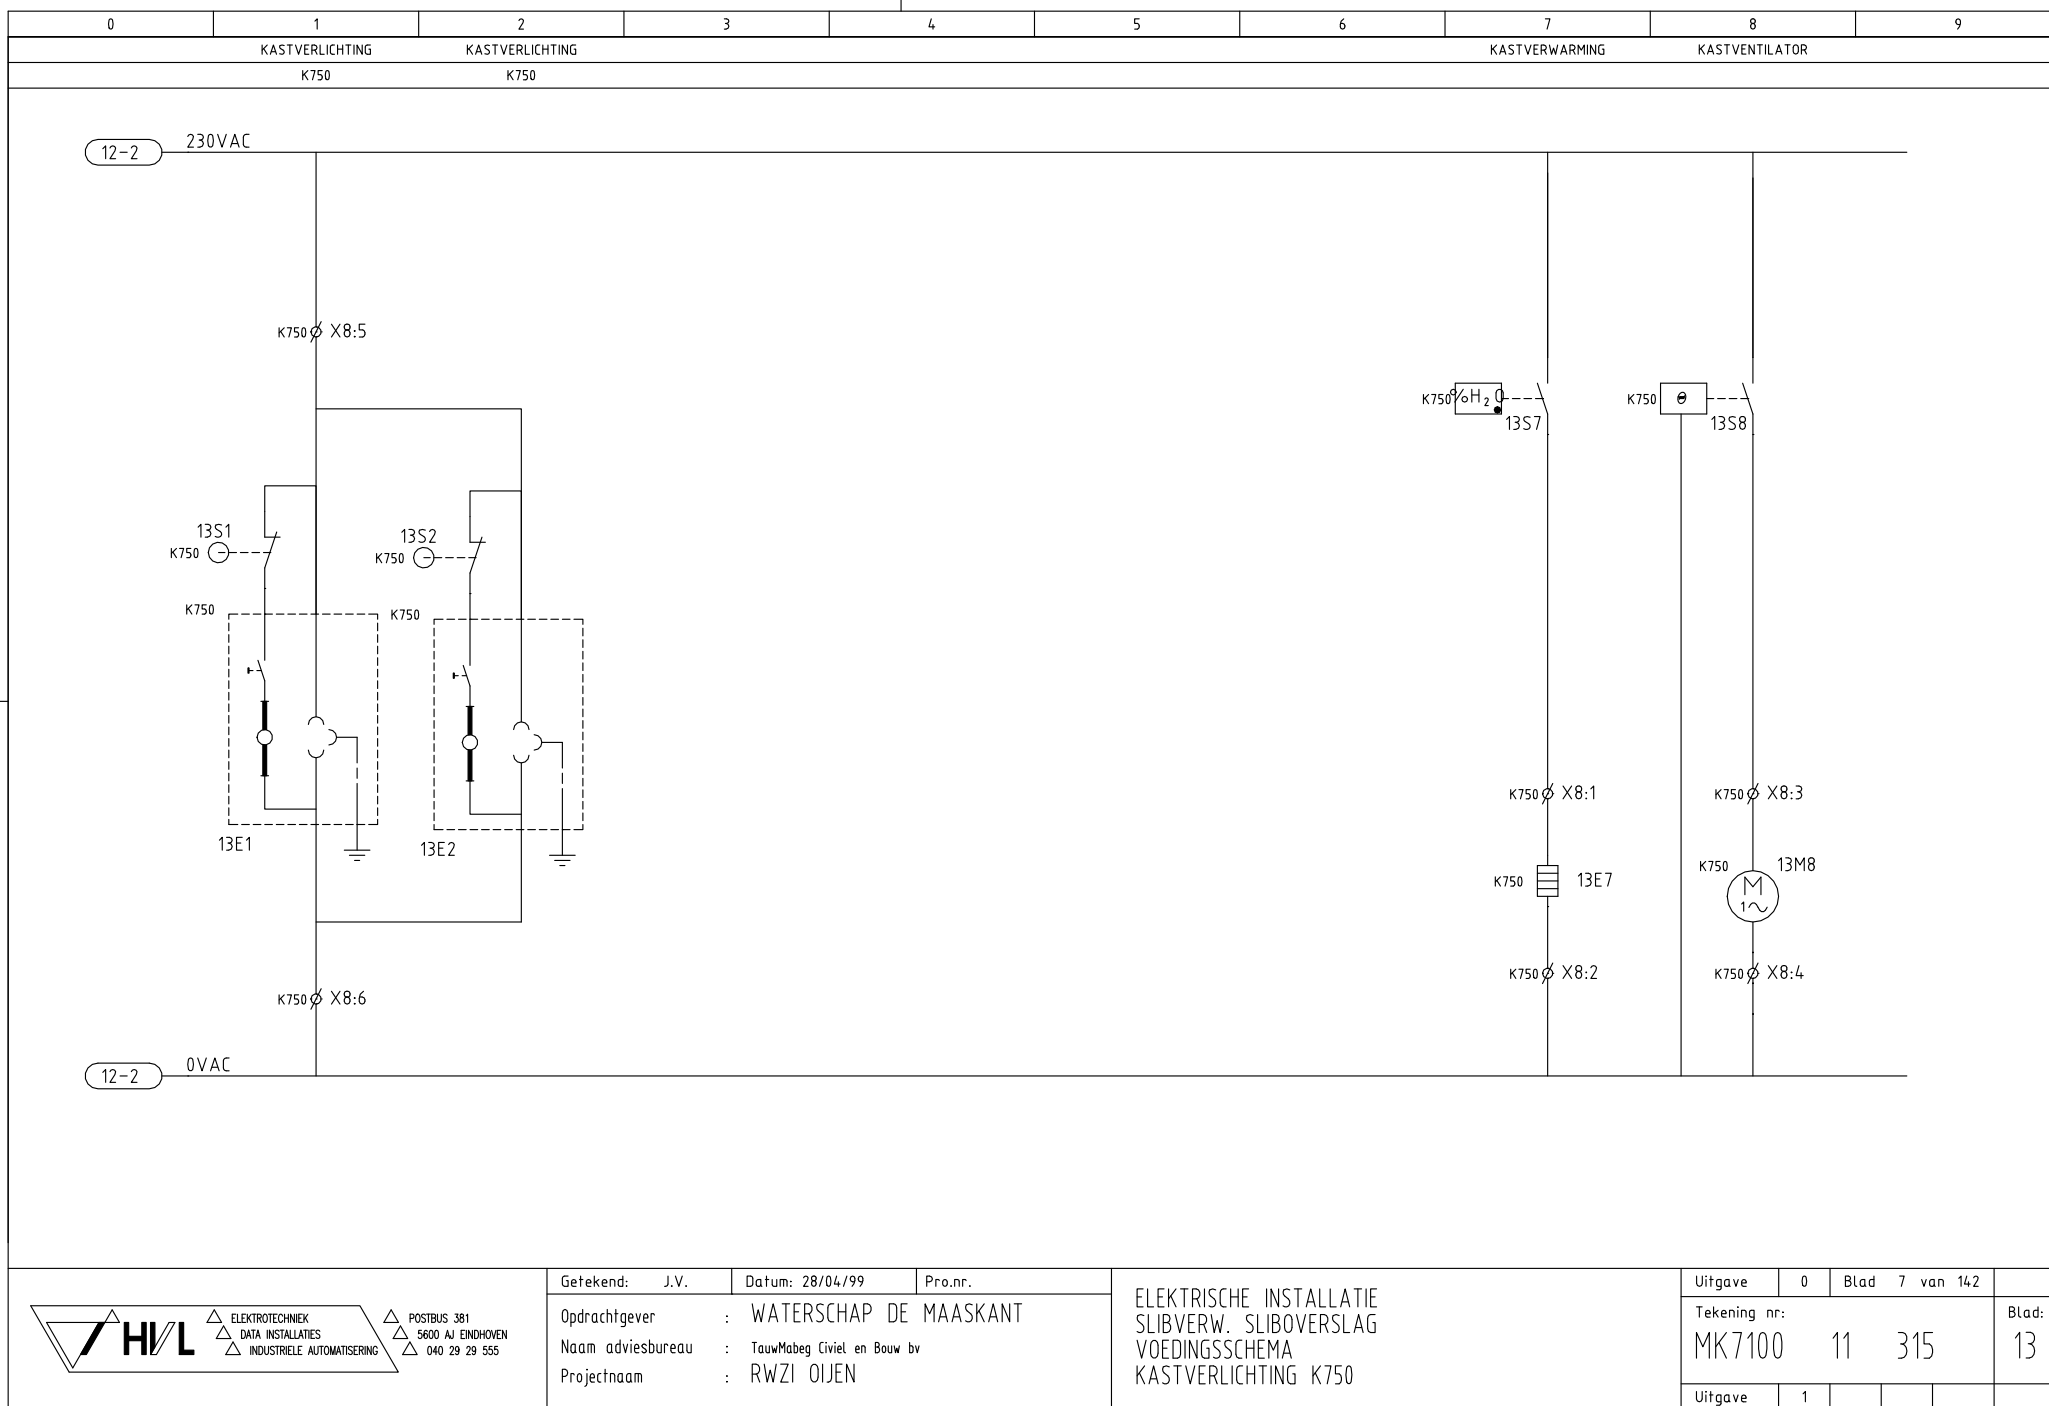 0 1 2 3 4 5 6 7 8 9
KASTVERLICHTING KASTVERLICHTING KASTVERWARMING KASTVENTILATOR
K750 K750
12-2 230VAC
K750 X8:5
K750 %H2O 13S7
K750 θ 13S8
13S1
K750
13S2
K750
K750
K750
K750 X8:1
K750 X8:3
13E1
13E2
K750 13E7
K750 13M8
M
1~
K750 X8:2
K750 X8:4
K750 X8:6
12-2 0VAC
HVL
ELEKTROTECHNIEK
DATA INSTALLATIES
INDUSTRIELE AUTOMATISERING
POSTBUS 381
5600 AJ EINDHOVEN
040 29 29 555
Getekend: J.V. Datum: 28/04/99 Pro.nr.
Opdrachtgever : WATERSCHAP DE MAASKANT
Naam adviesbureau : TauwMabeg Civiel en Bouw bv
Projectnaam : RWZI OIJEN
ELEKTRISCHE INSTALLATIE
SLIBVERW. SLIBOVERSLAG
VOEDINGSSCHEMA
KASTVERLICHTING K750
Uitgave 0 Blad 7 van 142
Tekening nr: Blad:
MK7100 11 315 13
Uitgave 1